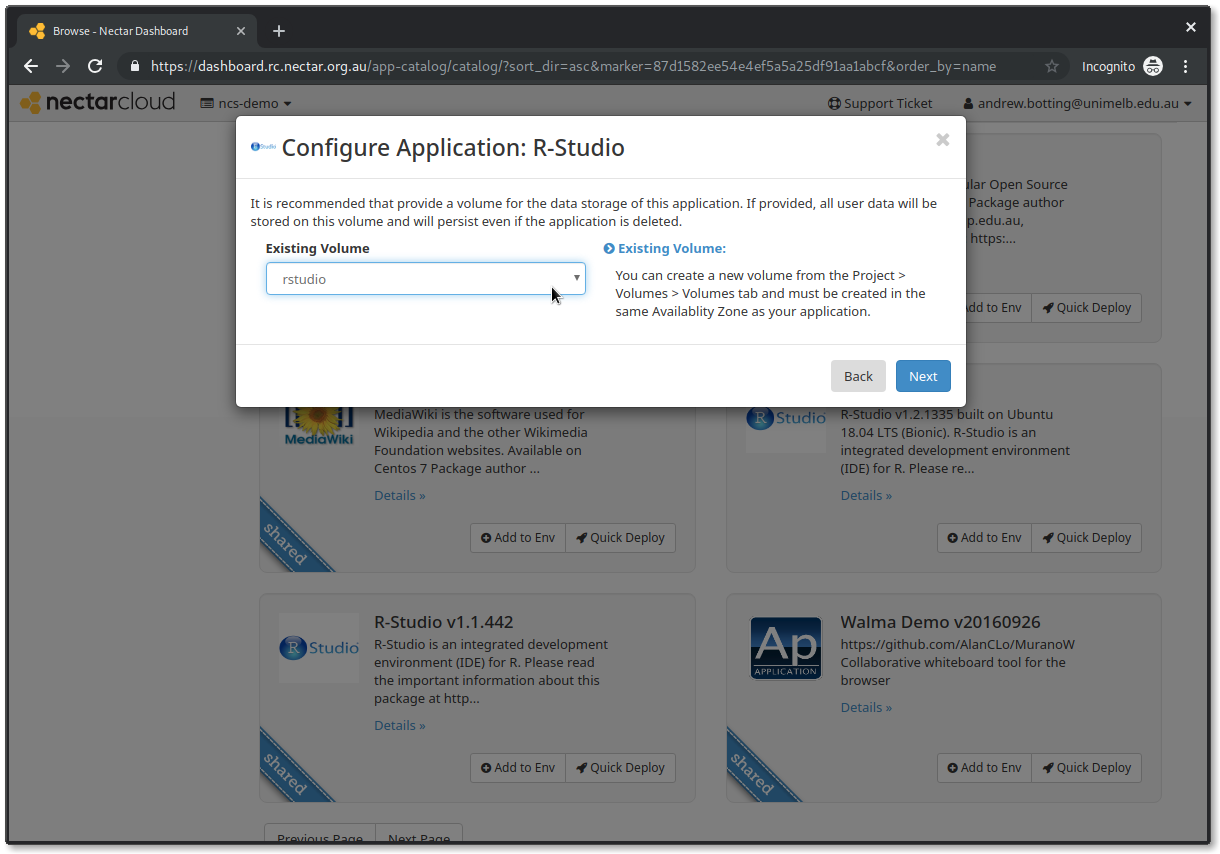 Browse - Nectar Dashboard
https://dashboard.rc.nectar.org.au/app-catalog/catalog/?sort_dir=asc&marker=87d1582ee54e4ef5a5a25df91aa1abcf&order_by=name
Incognito
nectarcloud
ncs-demo
Support Ticket
andrew.botting@unimelb.edu.au
R Studio
Configure Application: R-Studio
It is recommended that provide a volume for the data storage of this application. If provided, all user data will be
stored on this volume and will persist even if the application is deleted.
Existing Volume
rstudio
Existing Volume:
You can create a new volume from the Project >
Volumes > Volumes tab and must be created in the
same Availablity Zone as your application.
Back
Next
ular Open Source
Package author
p.edu.au,
https:...
Add to Env
Quick Deploy
MediaWiki
MediaWiki is the software used for
Wikipedia and the other Wikimedia
Foundation websites. Available on
Centos 7 Package author ...
Details »
shared
Add to Env
Quick Deploy
R Studio
R-Studio v1.2.1335 built on Ubuntu
18.04 LTS (Bionic). R-Studio is an
integrated development environment
(IDE) for R. Please re...
Details »
Add to Env
Quick Deploy
R Studio
R-Studio v1.1.442
R-Studio is an integrated development
environment (IDE) for R. Please read
the important information about this
package at http...
Details »
shared
Add to Env
Quick Deploy
Ap
APPLICATION
Walma Demo v20160926
https://github.com/AlanCLo/MuranoW
Collaborative whiteboard tool for the
browser
Details »
shared
Add to Env
Quick Deploy
Previous Page
Next Page